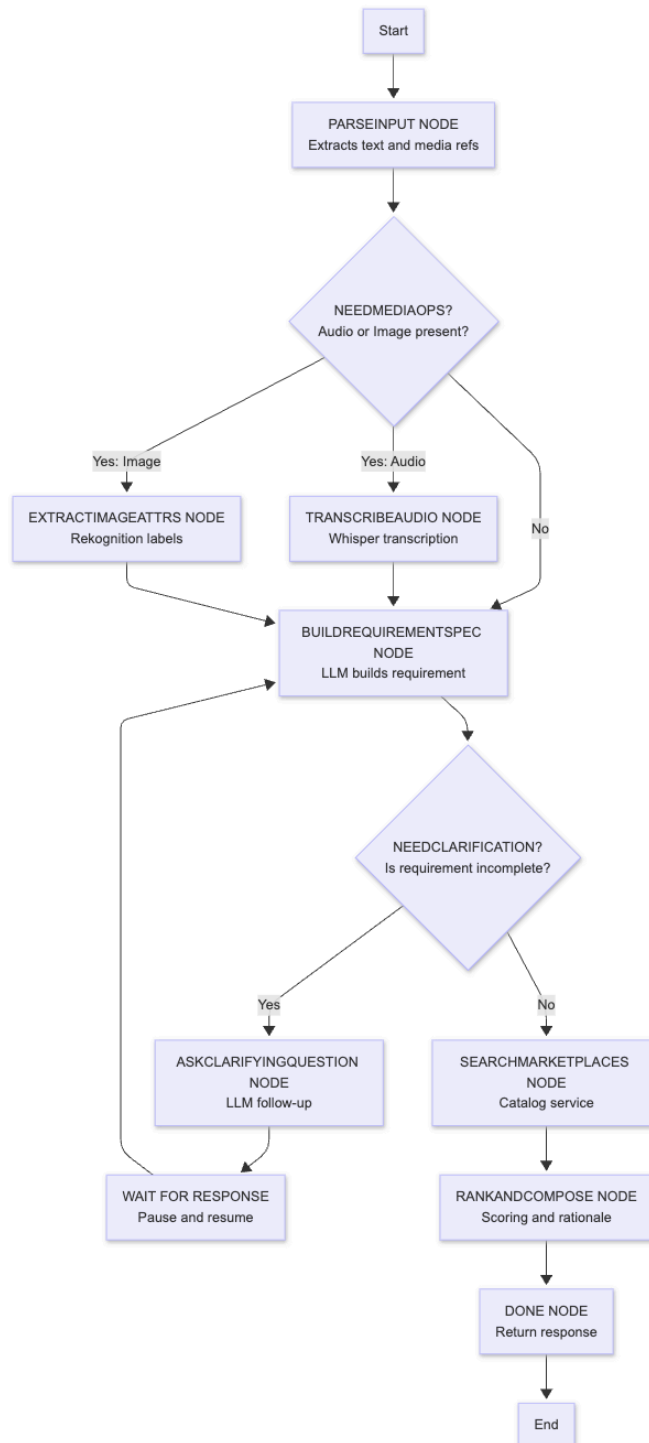 Start
PARSEINPUT NODE
Extracts text and media refs
NEEDMEDIAOPS?
Audio or Image present?
Yes: Image
Yes: Audio
No
EXTRACTIMAGEATTRS NODE
Rekognition labels
TRANSCRIBEAUDIO NODE
Whisper transcription
BUILDREQUIREMENTSPEC
NODE
LLM builds requirement
NEEDCLARIFICATION?
Is requirement incomplete?
Yes
No
ASKCLARIFYINGQUESTION
NODE
LLM follow-up
SEARCHMARKETPLACES
NODE
Catalog service
WAIT FOR RESPONSE
Pause and resume
RANKANDCOMPOSE NODE
Scoring and rationale
DONE NODE
Return response
End